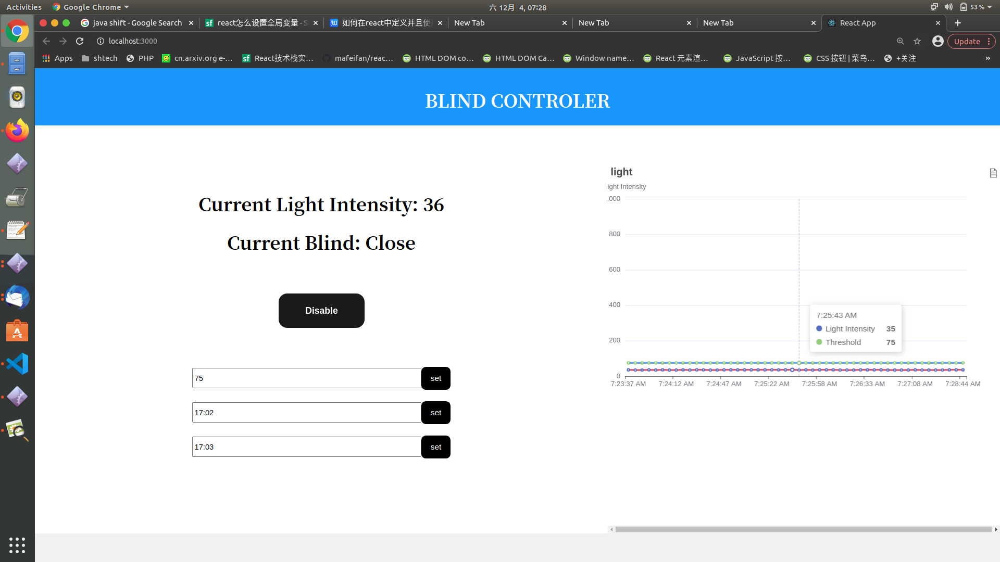 Activities
Google Chrome
六 12月 4, 07:28
53 %
java shift - Google Search
react怎么设置全局变量 - S
如何在react中定义并且使
New Tab
New Tab
New Tab
React App
localhost:3000
Update
Apps
shtech
PHP
cn.arxiv.org e-...
React技术栈实...
mafeifan/reac...
HTML DOM co...
HTML DOM Ca...
Window name...
React 元素渲...
JavaScript 按...
CSS 按钮 | 菜鸟...
+关注
»
BLIND CONTROLER
Current Light Intensity: 36
Current Blind: Close
Disable
75
set
17:02
set
17:03
set
light
ight Intensity
,000
800
600
400
200
0
7:25:43 AM
Light Intensity 35
Threshold 75
7:23:37 AM
7:24:12 AM
7:24:47 AM
7:25:22 AM
7:25:58 AM
7:26:33 AM
7:27:08 AM
7:28:44 AM